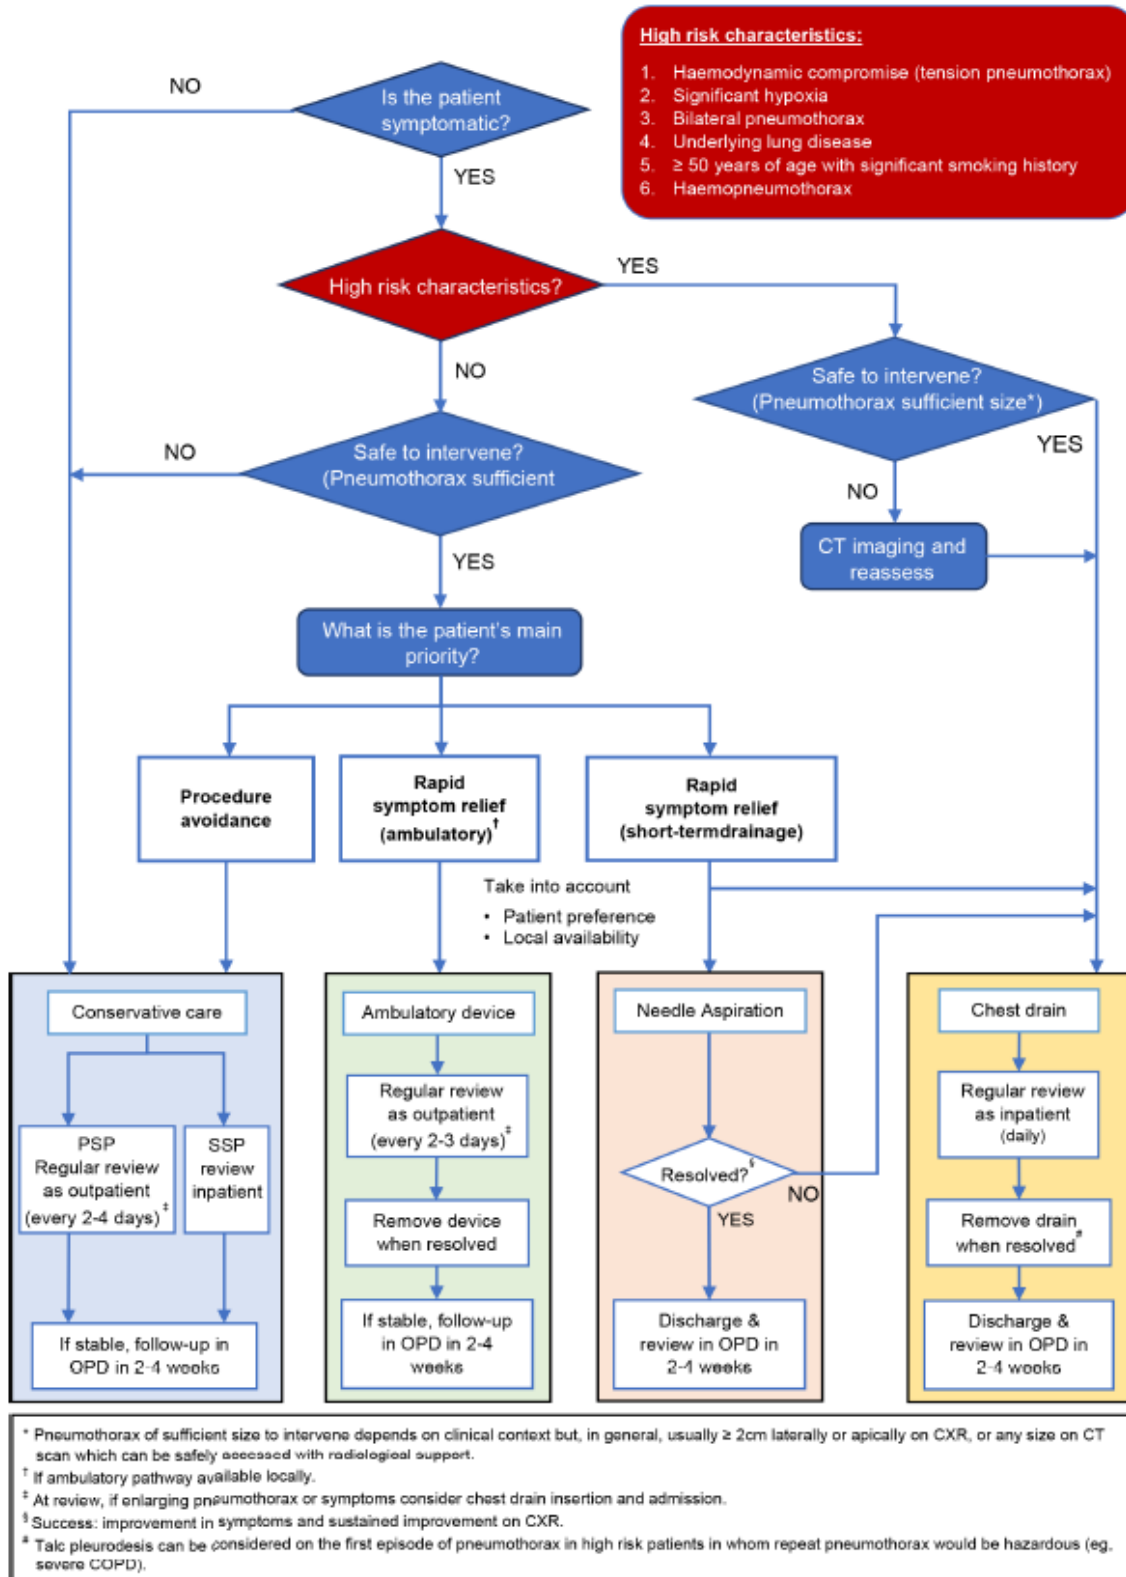 High risk characteristics:
1. Haemodynamic compromise (tension pneumothorax)
2. Significant hypoxia
3. Bilateral pneumothorax
4. Underlying lung disease
5. ≥ 50 years of age with significant smoking history
6. Haemopneumothorax
NO
Is the patient
symptomatic?
YES
High risk characteristics?
YES
NO
Safe to intervene?
(Pneumothorax sufficient size*)
YES
NO
CT imaging and
reassess
NO
Safe to intervene?
(Pneumothorax sufficient
YES
What is the patient's main
priority?
Procedure
avoidance
Rapid
symptom relief
(ambulatory)†
Rapid
symptom relief
(short-termdrainage)
Take into account
• Patient preference
• Local availability
Conservative care
PSP
Regular review
as outpatient
(every 2-4 days)‡
SSP
review
inpatient
If stable, follow-up in
OPD in 2-4 weeks
Ambulatory device
Regular review
as outpatient
(every 2-3 days)‡
Remove device
when resolved
If stable, follow-up
in OPD in 2-4
weeks
Needle Aspiration
Resolved?§
NO
YES
Discharge &
review in OPD in
2-4 weeks
Chest drain
Regular review
as inpatient
(daily)
Remove drain
when resolved#
Discharge &
review in OPD in
2-4 weeks
* Pneumothorax of sufficient size to intervene depends on clinical context but, in general, usually ≥ 2cm laterally or apically on CXR, or any size on CT
scan which can be safely accessed with radiological support.
† If ambulatory pathway available locally.
‡ At review, if enlarging pneumothorax or symptoms consider chest drain insertion and admission.
§ Success: improvement in symptoms and sustained improvement on CXR.
# Talc pleurodesis can be considered on the first episode of pneumothorax in high risk patients in whom repeat pneumothorax would be hazardous (eg,
severe COPD).